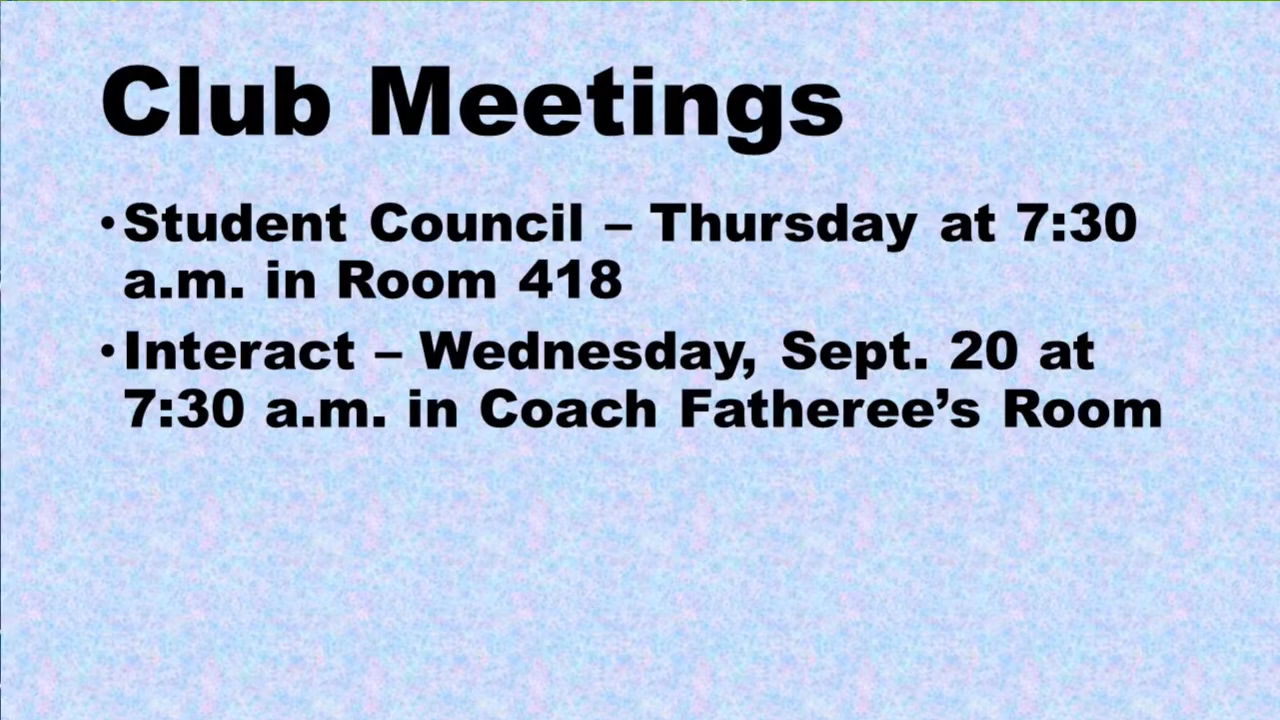 Club Meetings
•Student Council – Thursday at 7:30
a.m. in Room 418
•Interact – Wednesday, Sept. 20 at
7:30 a.m. in Coach Fatheree’s Room